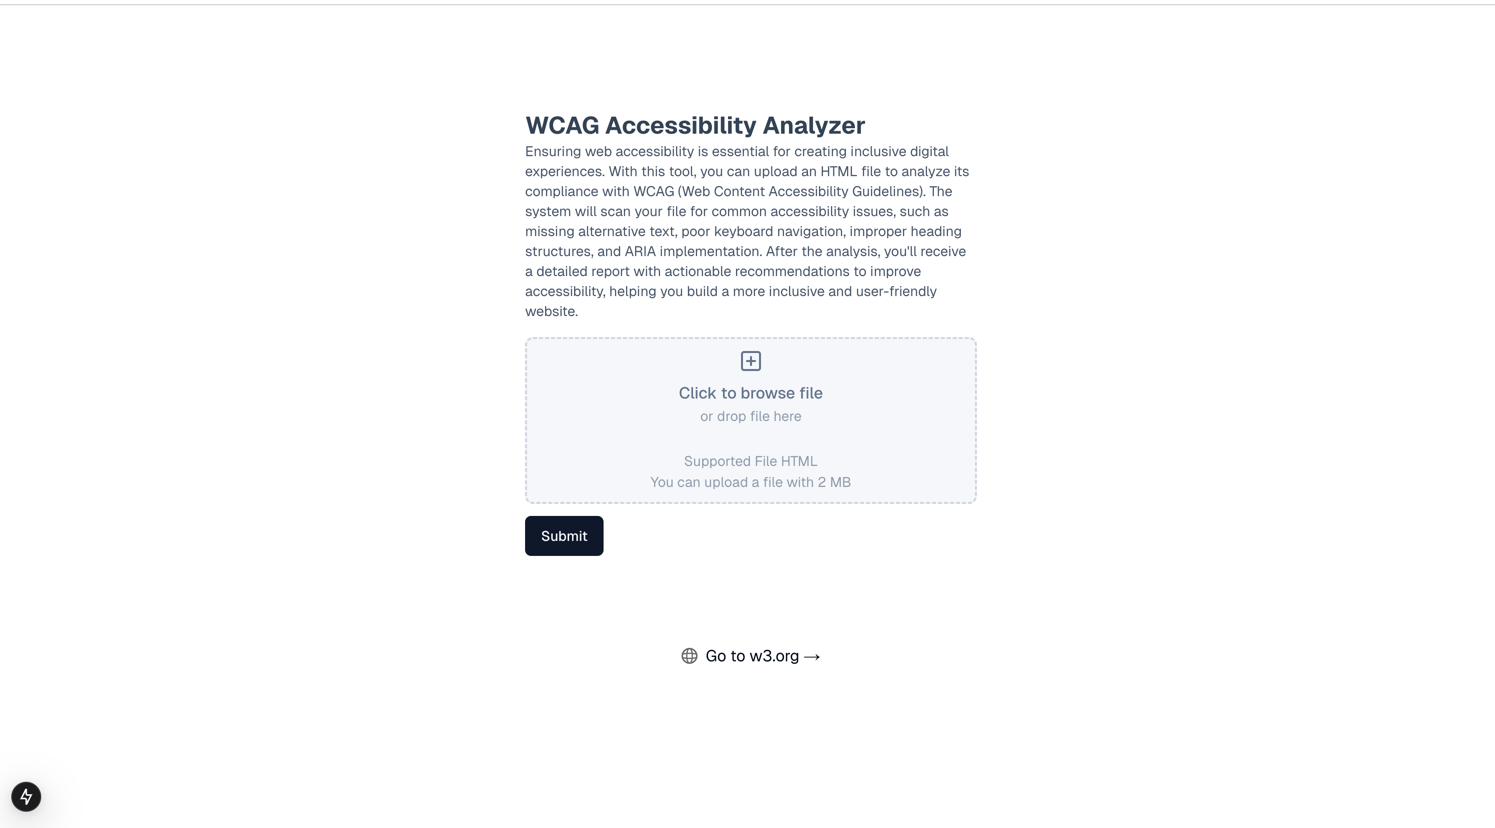 WCAG Accessibility Analyzer
Ensuring web accessibility is essential for creating inclusive digital
experiences. With this tool, you can upload an HTML file to analyze its
compliance with WCAG (Web Content Accessibility Guidelines). The
system will scan your file for common accessibility issues, such as
missing alternative text, poor keyboard navigation, improper heading
structures, and ARIA implementation. After the analysis, you'll receive
a detailed report with actionable recommendations to improve
accessibility, helping you build a more inclusive and user-friendly
website.
Click to browse file
or drop file here
Supported File HTML
You can upload a file with 2 MB
Submit
Go to w3.org →